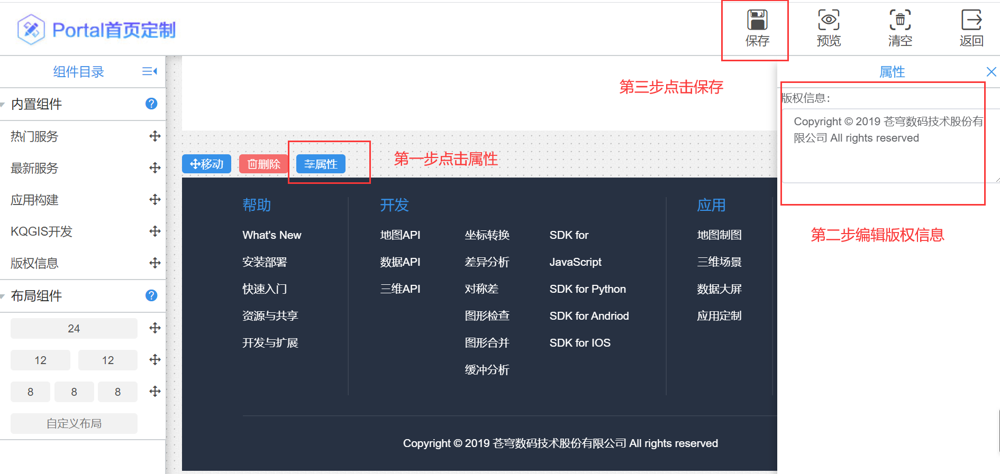 Portal首页定制
保存
预览
清空
返回
组件目录
内置组件
?
热门服务
最新服务
应用构建
KQGIS开发
版权信息
布局组件
?
24
12 12
8 8 8
自定义布局
第三步点击保存
移动
删除
属性
第一步点击属性
帮助
What's New
安装部署
快速入门
资源与共享
开发与扩展
开发
地图API
数据API
三维API
坐标转换
差异分析
对称差
图形检查
图形合并
缓冲分析
SDK for
JavaScript
SDK for Python
SDK for Andriod
SDK for IOS
应用
地图制图
三维场景
数据大屏
应用定制
Copyright © 2019 苍穹数码技术股份有限公司 All rights reserved
属性
版权信息：
Copyright © 2019 苍穹数码技术股份有
限公司 All rights reserved
第二步编辑版权信息